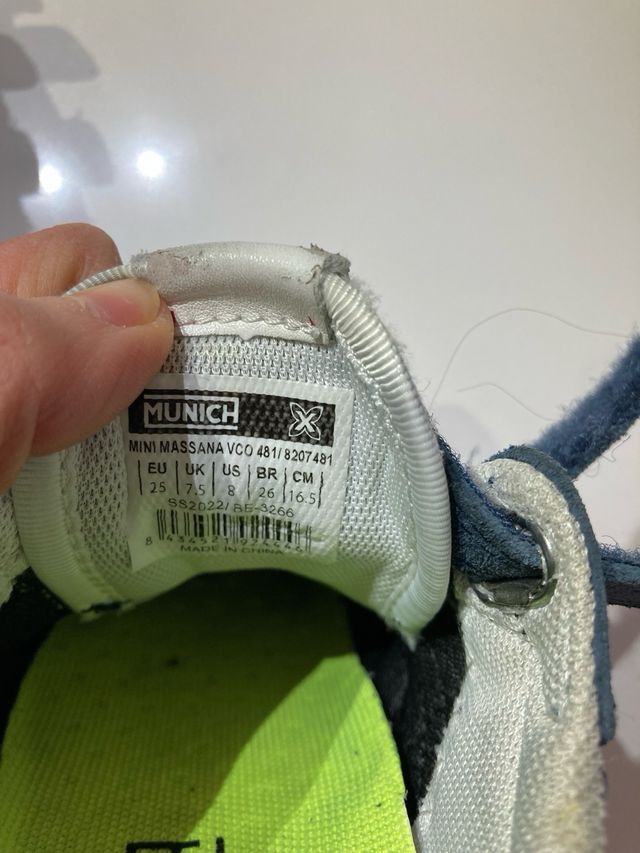 MUNICH
MINI MASSANA VCO 481/8207481
EU UK US BR CM
25 7.5 8 26 16.5
SS2022/ BE-3266
MADE IN CHINA